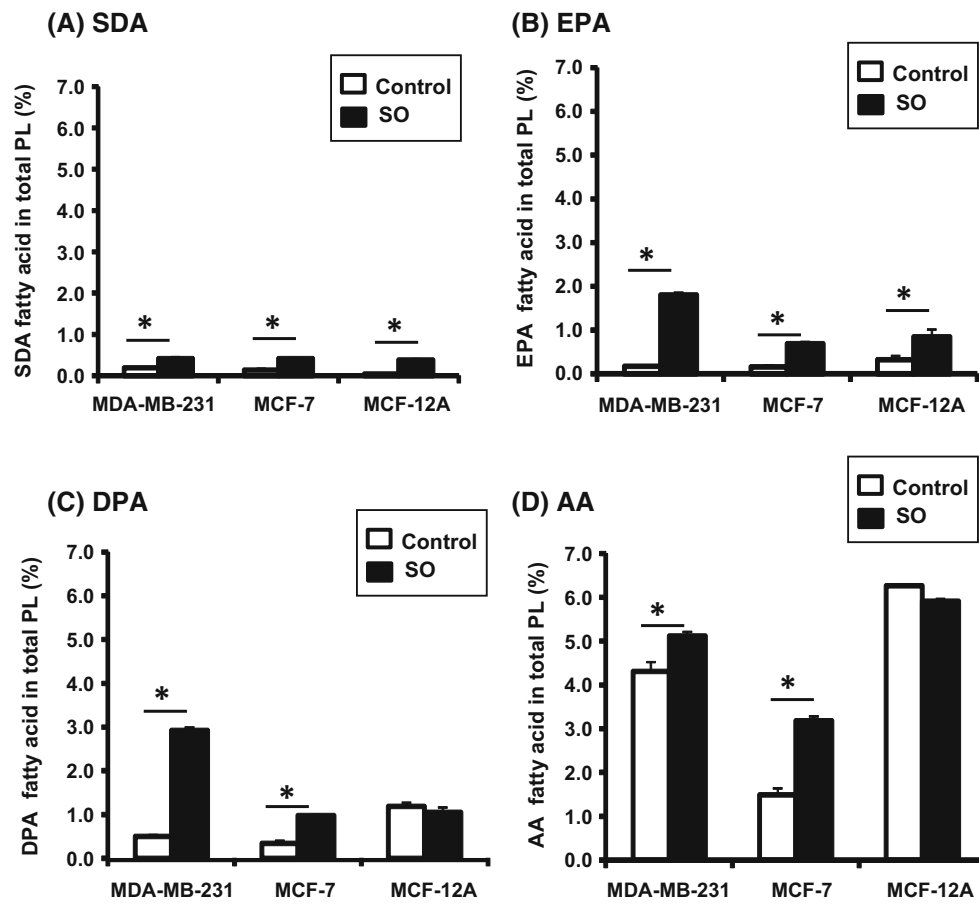 (A) SDA
Control
SO
SDA fatty acid in total PL (%)
7.0
6.0
5.0
4.0
3.0
2.0
1.0
0.0
*
*
*
MDA-MB-231 MCF-7 MCF-12A
(B) EPA
Control
SO
EPA fatty acid in total PL (%)
7.0
6.0
5.0
4.0
3.0
2.0
1.0
0.0
*
*
*
MDA-MB-231 MCF-7 MCF-12A
(C) DPA
Control
SO
DPA fatty acid in total PL (%)
7.0
6.0
5.0
4.0
3.0
2.0
1.0
0.0
*
*
MDA-MB-231 MCF-7 MCF-12A
(D) AA
Control
SO
AA fatty acid in total PL (%)
7.0
6.0
5.0
4.0
3.0
2.0
1.0
0.0
*
*
MDA-MB-231 MCF-7 MCF-12A